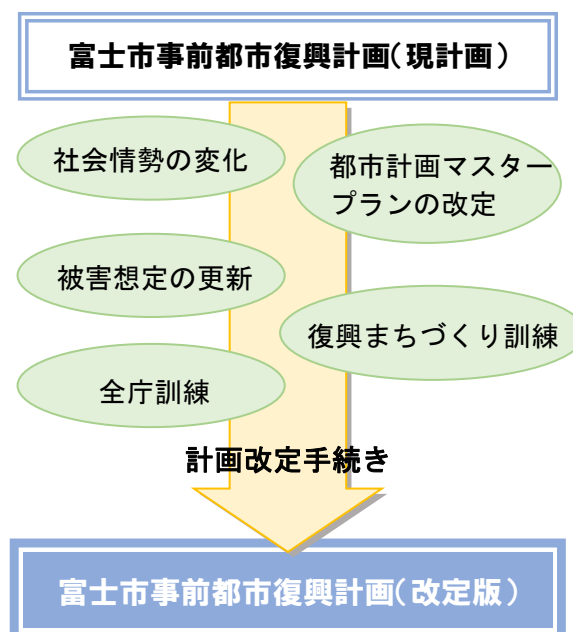 富士市事前都市復興計画（現計画）
社会情勢の変化
都市計画マスター
プランの改定
被害想定の更新
復興まちづくり訓練
全庁訓練
計画改定手続き
富士市事前都市復興計画（改定版）